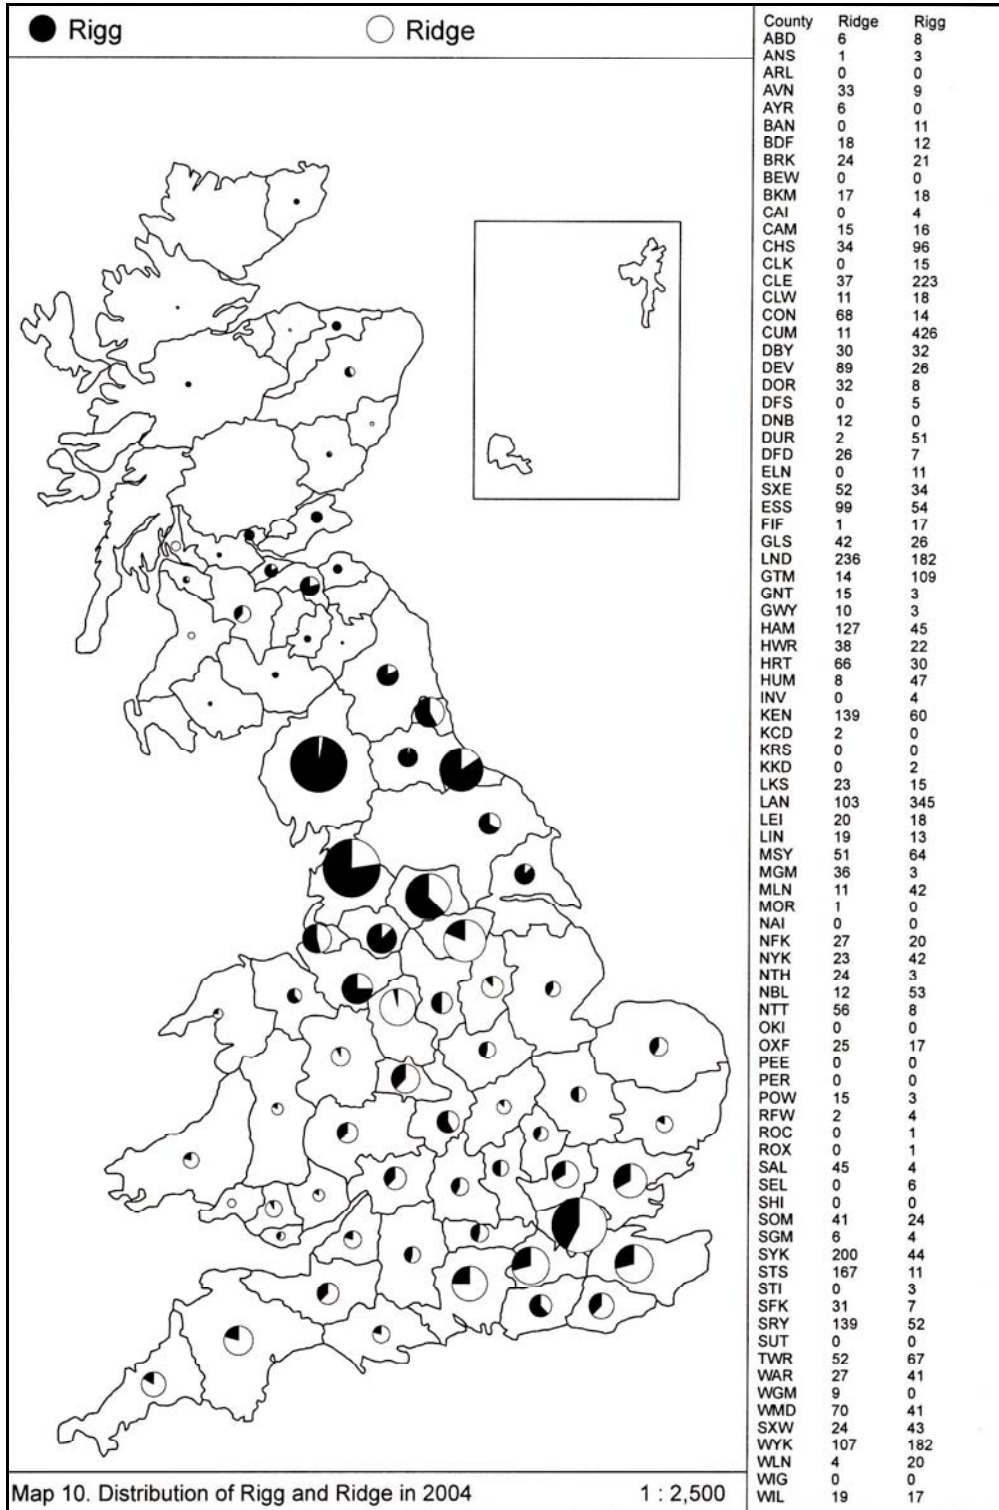 Rigg Ridge
County Ridge Rigg
ABD 6 8
ANS 1 3
ARL 0 0
AVN 33 9
AYR 6 0
BAN 0 11
BDF 18 12
BRK 24 21
BEW 0 0
BKM 17 18
CAI 0 4
CAM 15 16
CHS 34 96
CLK 0 15
CLE 37 223
CLW 11 18
CON 68 14
CUM 11 426
DBY 30 32
DEV 89 26
DOR 32 8
DFS 0 5
DNB 12 0
DUR 2 51
DFD 26 7
ELN 0 11
SXE 52 34
ESS 99 54
FIF 1 17
GLS 42 26
LND 236 182
GTM 14 109
GNT 15 3
GWY 10 3
HAM 127 45
HWR 38 22
HRT 66 30
HUM 8 47
INV 0 4
KEN 139 60
KCD 2 0
KRS 0 0
KKD 0 2
LKS 23 15
LAN 103 345
LEI 20 18
LIN 19 13
MSY 51 64
MGM 36 3
MLN 11 42
MOR 1 0
NAI 0 0
NFK 27 20
NYK 23 42
NTH 24 3
NBL 12 53
NTT 56 8
OKI 0 0
OXF 25 17
PEE 0 0
PER 0 0
POW 15 3
RFW 2 4
ROC 0 1
ROX 0 1
SAL 45 4
SEL 0 6
SHI 0 0
SOM 41 24
SGM 6 4
SYK 200 44
STS 167 11
STI 0 3
SFK 31 7
SRY 139 52
SUT 0 0
TWR 52 67
WAR 27 41
WGM 9 0
WMD 70 41
SXW 24 43
WYK 107 182
WLN 4 20
WIG 0 0
WIL 19 17
Map 10. Distribution of Rigg and Ridge in 2004 1 : 2,500